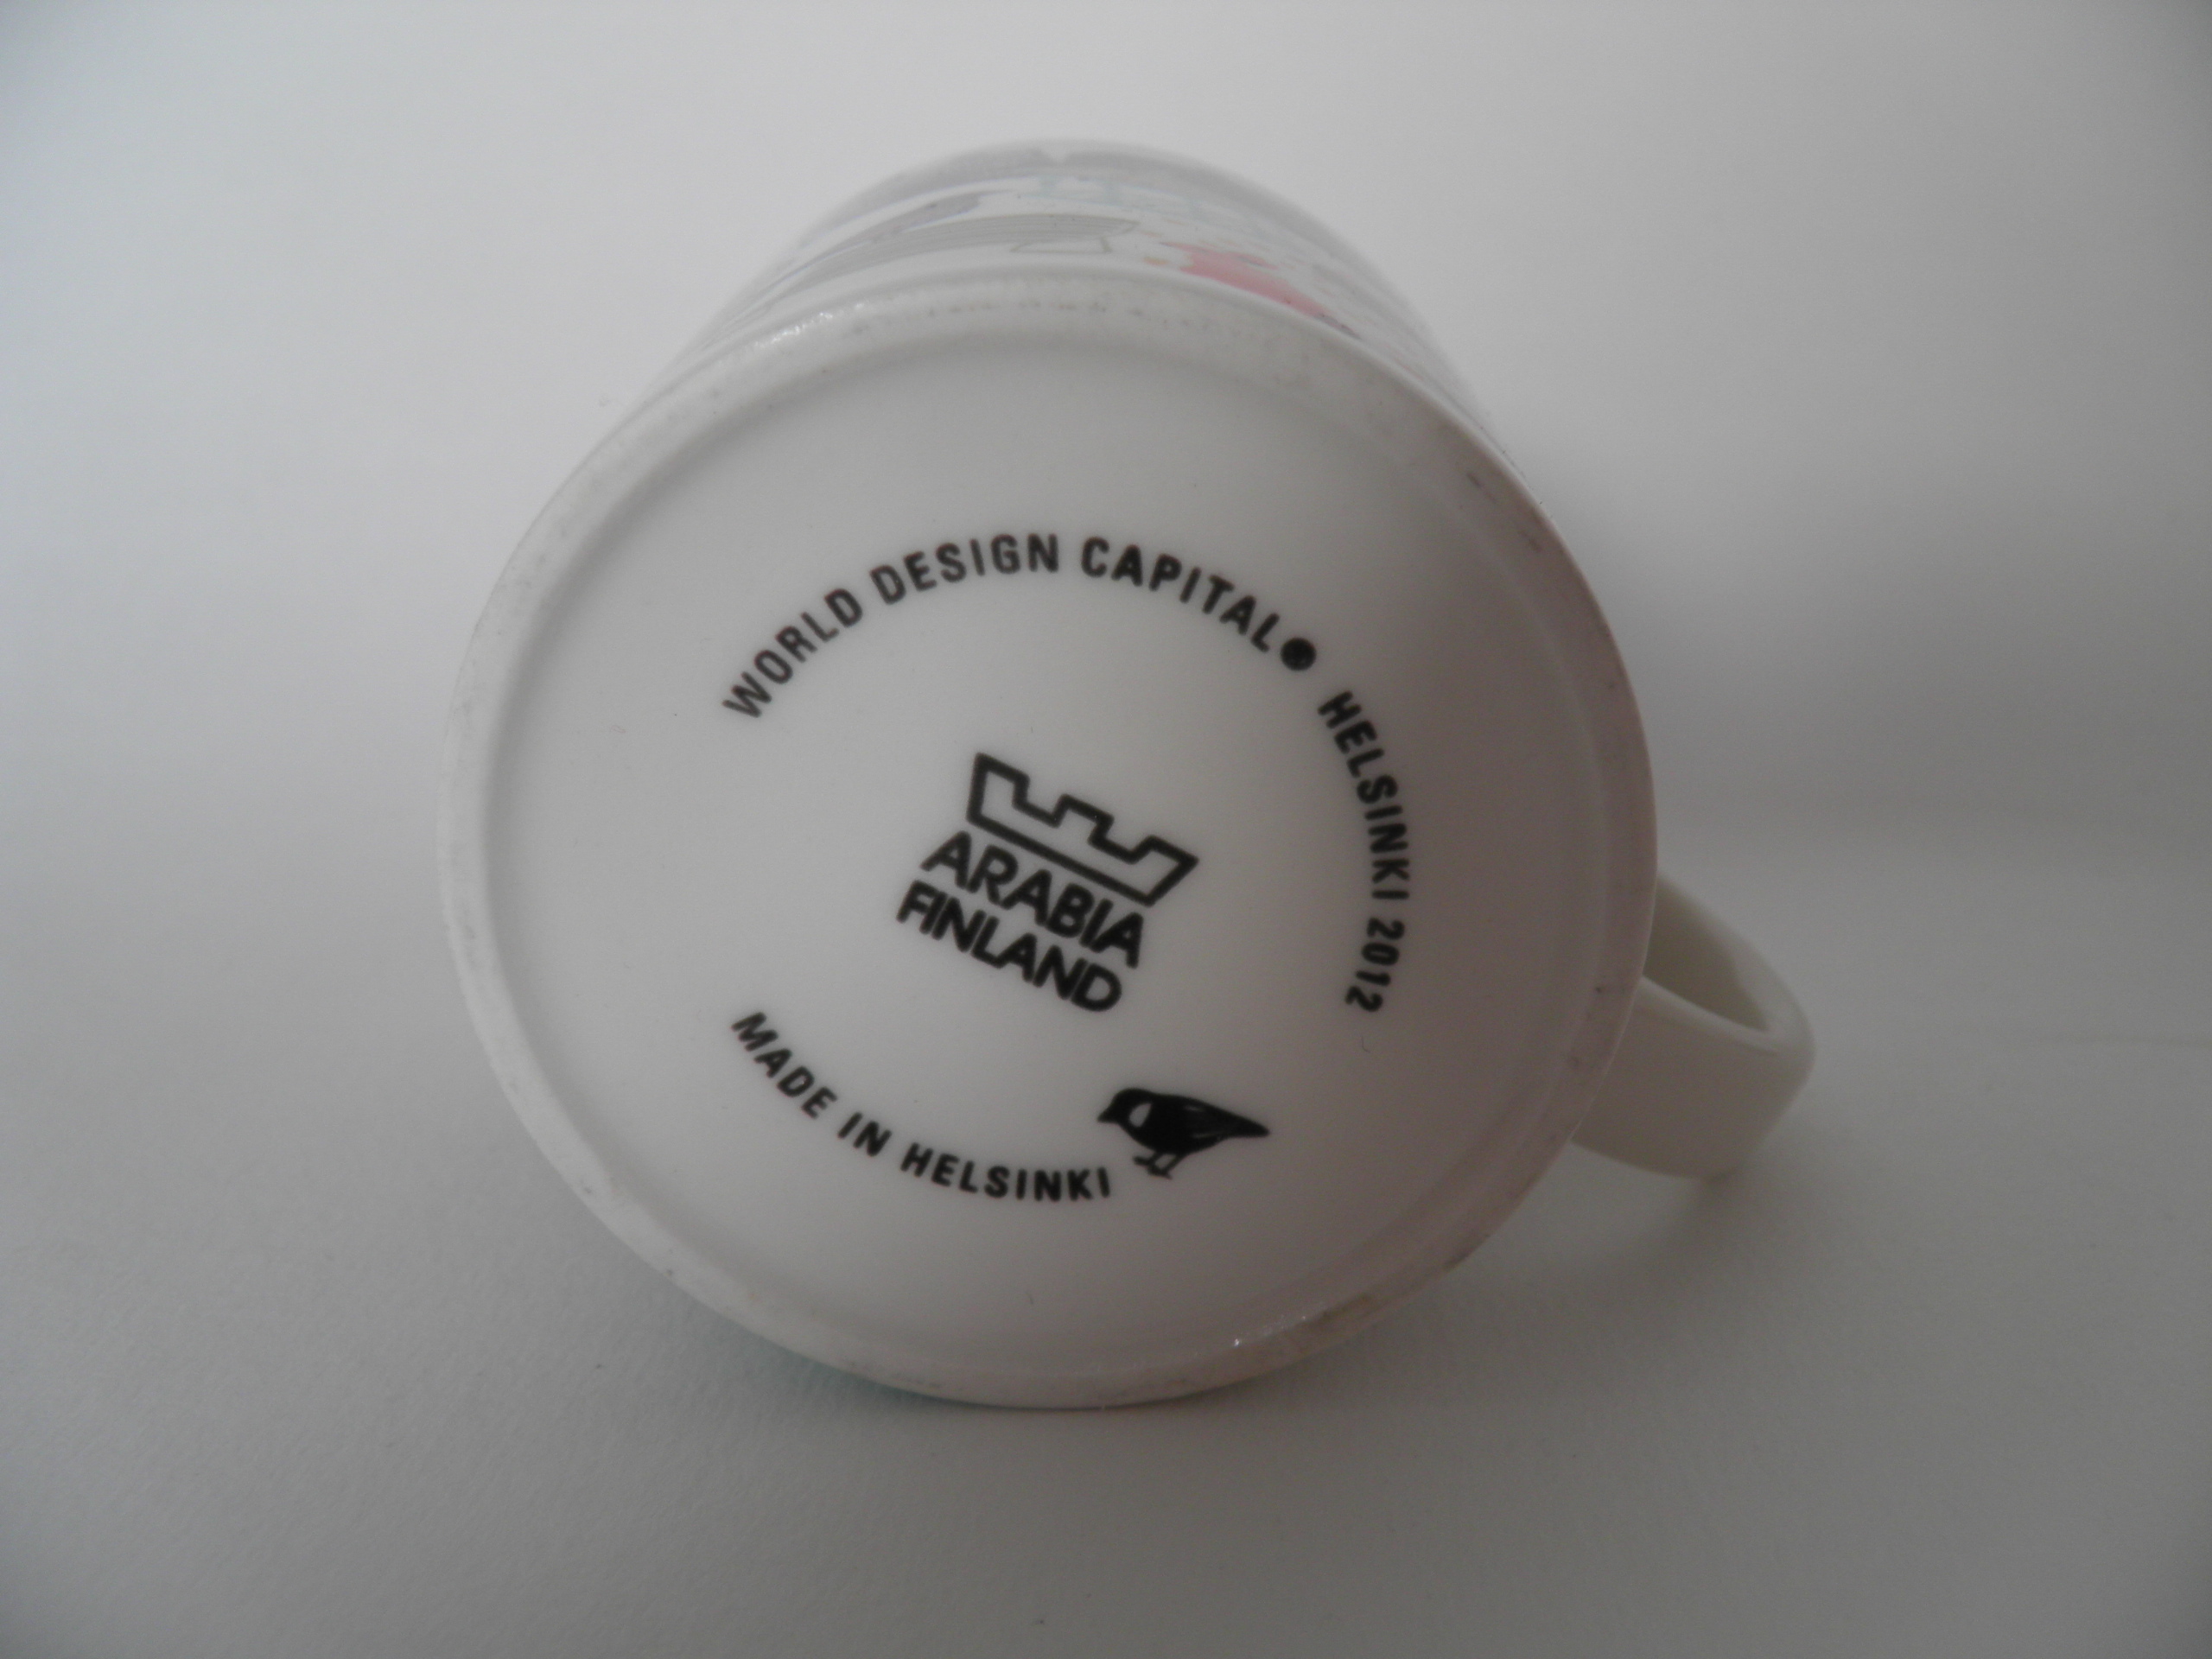 WORLD DESIGN CAPITAL● HELSINKI 2012
ARABIA
FINLAND
MADE IN HELSINKI